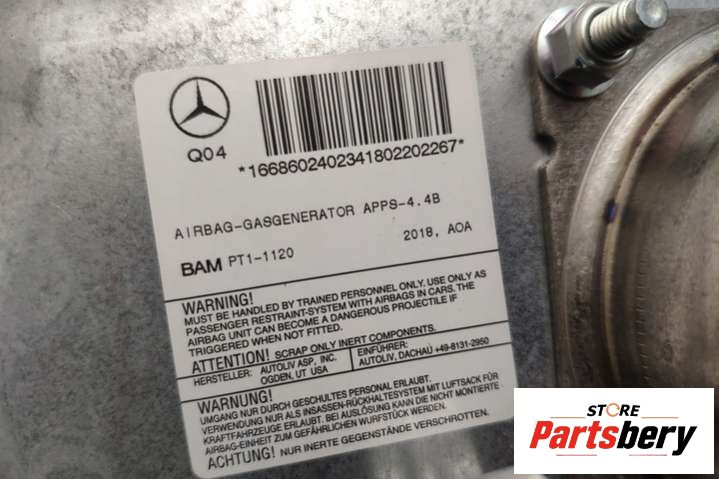 Q04
*16686024023418022022​67*
AIRBAG-GASGENERATOR APPS-4.4B
BAM PT1-1120 2018, AOA
WARNING!
MUST BE HANDLED BY TRAINED PERSONNEL ONLY. USE ONLY AS
PASSENGER RESTRAINT-SYSTEM WITH AIRBAGS IN CARS. THE
AIRBAG UNIT CAN BECOME A DANGEROUS PROJECTILE IF
TRIGGERED WHEN NOT FITTED.
ATTENTION! SCRAP ONLY INERT COMPONENTS.
HERSTELLER: AUTOLIV ASP, INC. EINFÜHRER:
OGDEN, UT USA AUTOLIV, DACHAU +49-8131-2950
WARNUNG!
UMGANG NUR DURCH GESCHULTES PERSONAL ERLAUBT.
VERWENDUNG NUR ALS INSASSEN-RÜCKHALTESYSTEM MIT LUFTSACK FÜR
KRAFTFAHRZEUGE ERLAUBT. BEI AUSLÖSUNG KANN DIE NICHT MONTIERTE
AIRBAG-EINHEIT ZUM GEFÄHRLICHEN WURFSTÜCK WERDEN.
ACHTUNG! NUR INERTE GEGENSTÄNDE VERSCHROTTEN.
STORE
Partsbery